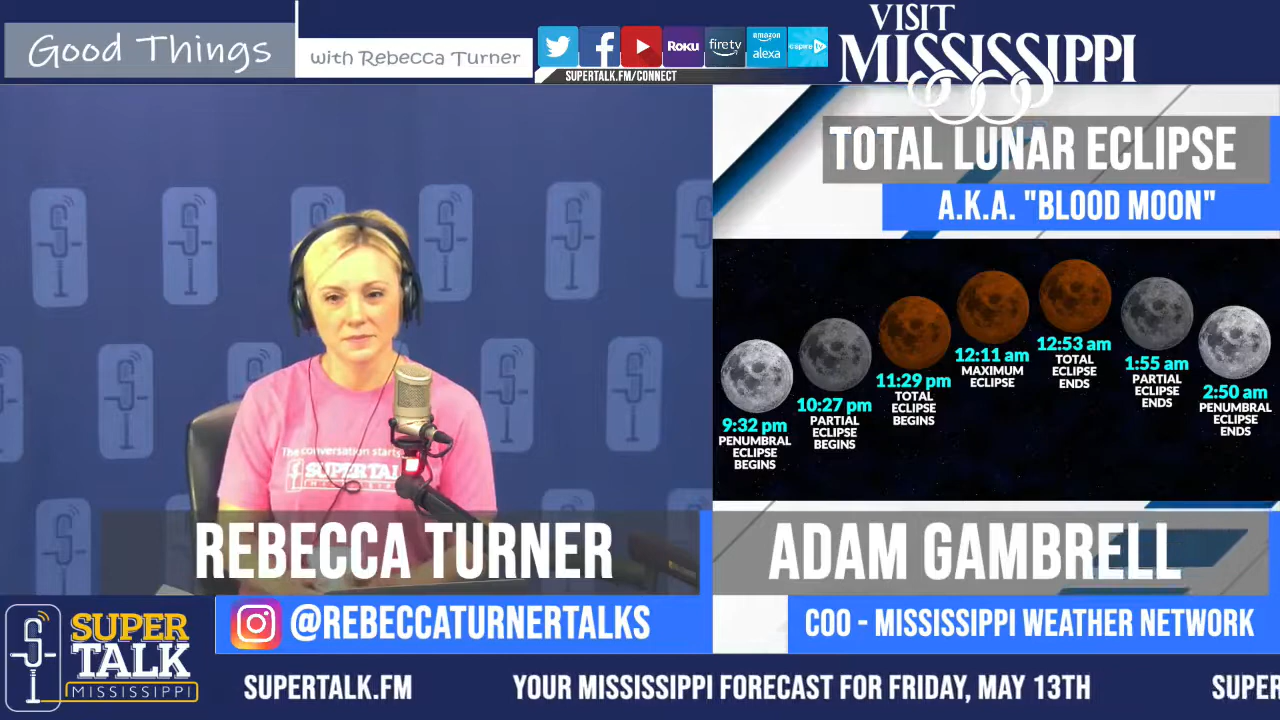 Good Things
with Rebecca Turner
Roku
firetv
amazon alexa
SUPERTALK.FM/CONNECT
VISIT
MISSISSIPPI
TOTAL LUNAR ECLIPSE
A.K.A. "BLOOD MOON"
9:32 pm
PENUMBRAL
ECLIPSE
BEGINS
10:27 pm
PARTIAL
ECLIPSE
BEGINS
11:29 pm
TOTAL
ECLIPSE
BEGINS
12:11 am
MAXIMUM
ECLIPSE
12:53 am
TOTAL
ECLIPSE
ENDS
1:55 am
PARTIAL
ECLIPSE
ENDS
2:50 am
PENUMBRAL
ECLIPSE
ENDS
The conversation starts
SUPERTALK
REBECCA TURNER
@REBECCATURNERTALKS
ADAM GAMBRELL
COO - MISSISSIPPI WEATHER NETWORK
SUPER
TALK
MISSISSIPPI
SUPERTALK.FM
YOUR MISSISSIPPI FORECAST FOR FRIDAY, MAY 13TH
SUPER